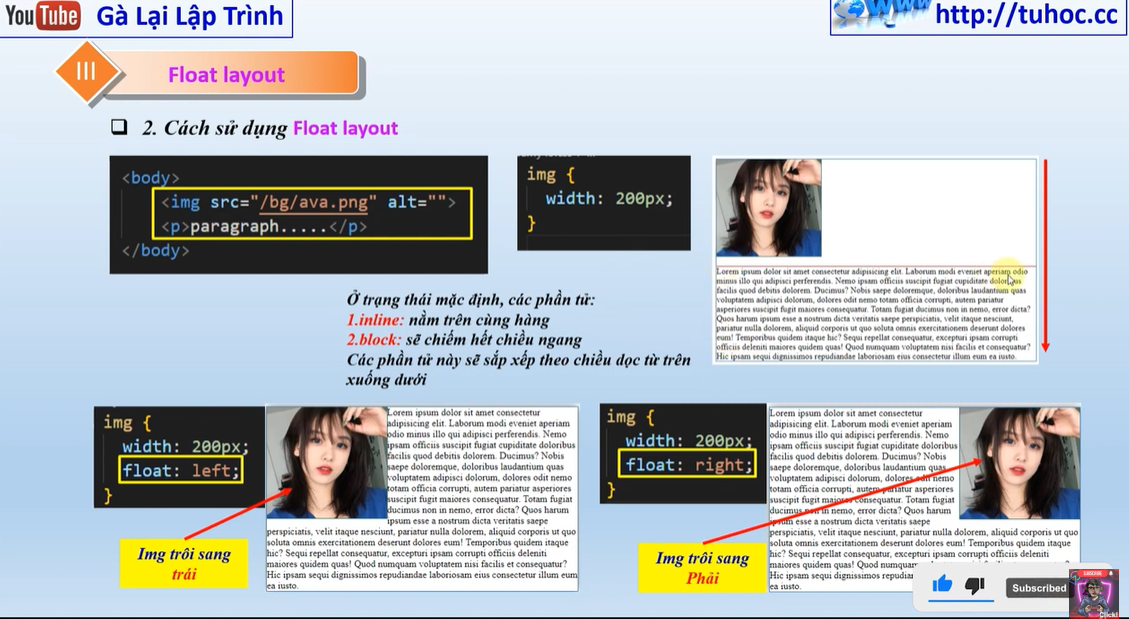 YouTube Gà Lại Lập Trình
WWW http://tuhoc.cc
III
Float layout
2. Cách sử dụng Float layout
<body>
<img src="/bg/ava.png" alt="">
<p>paragraph.....</p>
</body>
img {
width: 200px;
}
Lorem ipsum dolor sit amet consectetur adipisicing elit. Laborum modi eveniet aperiam odio
minus illo qui adipisci perferendis. Nemo ipsam officiis suscipit fugiat cupiditate doloribus
facilis quod debitis dolorem. Ducimus? Nobis saepe doloremque, doloribus laudantium quas
voluptatem adipisci dolorum, dolores odit nemo totam officia corrupti, autem pariatur
asperiores suscipit fugit maiores consequatur. Totam fugiat ducimus non in nemo, error dicta?
Quos harum ipsum esse a nostrum dicta veritatis saepe perspiciatis, velit itaque nesciunt,
pariatur nulla dolorem, aliquid corporis ut quo soluta omnis exercitationem deserunt dolores
eum! Temporibus quidem itaque hic? Sequi repellat consequatur, excepturi ipsam corrupti
officiis deleniti maiores quidem quas! Quod numquam voluptatem nisi facilis et consequatur?
Hic ipsam sequi dignissimos repudiandae laboriosam eius consectetur illum eum ea iusto.
Ở trạng thái mặc định, các phần tử:
1.inline: nằm trên cùng hàng
2.block: sẽ chiếm hết chiều ngang
Các phần tử này sẽ sắp xếp theo chiều dọc từ trên
xuống dưới
img {
width: 200px;
float: left;
}
Lorem ipsum dolor sit amet consectetur
adipisicing elit. Laborum modi eveniet aperiam
odio minus illo qui adipisci perferendis. Nemo
ipsam officiis suscipit fugiat cupiditate doloribus
facilis quod debitis dolorem. Ducimus? Nobis
saepe doloremque, doloribus laudantium quas
voluptatem adipisci dolorum, dolores odit nemo
totam officia corrupti, autem pariatur asperiores
suscipit fugit maiores consequatur. Totam fugiat
ducimus non in nemo, error dicta? Quos harum
ipsum esse a nostrum dicta veritatis saepe
perspiciatis, velit itaque nesciunt, pariatur nulla dolorem, aliquid corporis ut quo
soluta omnis exercitationem deserunt dolores eum! Temporibus quidem itaque
hic? Sequi repellat consequatur, excepturi ipsam corrupti officiis deleniti
maiores quidem quas! Quod numquam voluptatem nisi facilis et consequatur?
Hic ipsam sequi dignissimos repudiandae laboriosam eius consectetur illum eum
ea iusto.
Img trôi sang
trái
img {
width: 200px;
float: right;
}
Lorem ipsum dolor sit amet consectetur
adipisicing elit. Laborum modi eveniet aperiam
odio minus illo qui adipisci perferendis. Nemo
ipsam officiis suscipit fugiat cupiditate doloribus
facilis quod debitis dolorem. Ducimus? Nobis
saepe doloremque, doloribus laudantium quas
voluptatem adipisci dolorum, dolores odit nemo
totam officia corrupti, autem pariatur asperiores
suscipit fugit maiores consequatur. Totam fugiat
ducimus non in nemo, error dicta? Quos harum
ipsum esse a nostrum dicta veritatis saepe
perspiciatis, velit itaque nesciunt, pariatur nulla dolorem, aliquid corporis ut quo
soluta omnis exercitationem deserunt dolores eum! Temporibus quidem itaque
hic? Sequi repellat consequatur, excepturi ipsam corrupti officiis deleniti
maiores quidem quas! Quod numquam
Hic ipsam sequi dignissimos repudia
ea iusto.
Img trôi sang
Phải
Subscribed
SUBSCRIBE
Click!